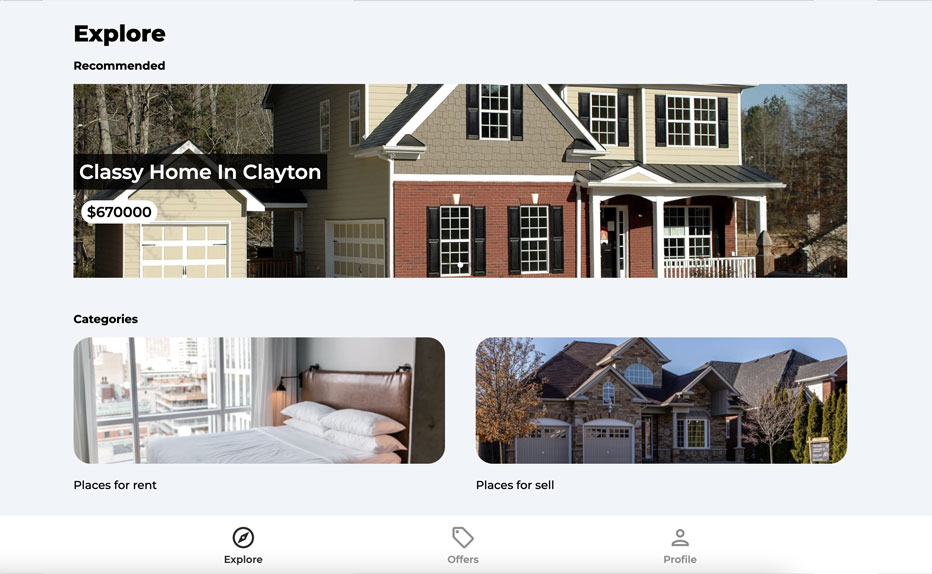 Explore
Recommended
Classy Home In Clayton
$670000
Categories
Places for rent
Places for sell
Explore
Offers
Profile